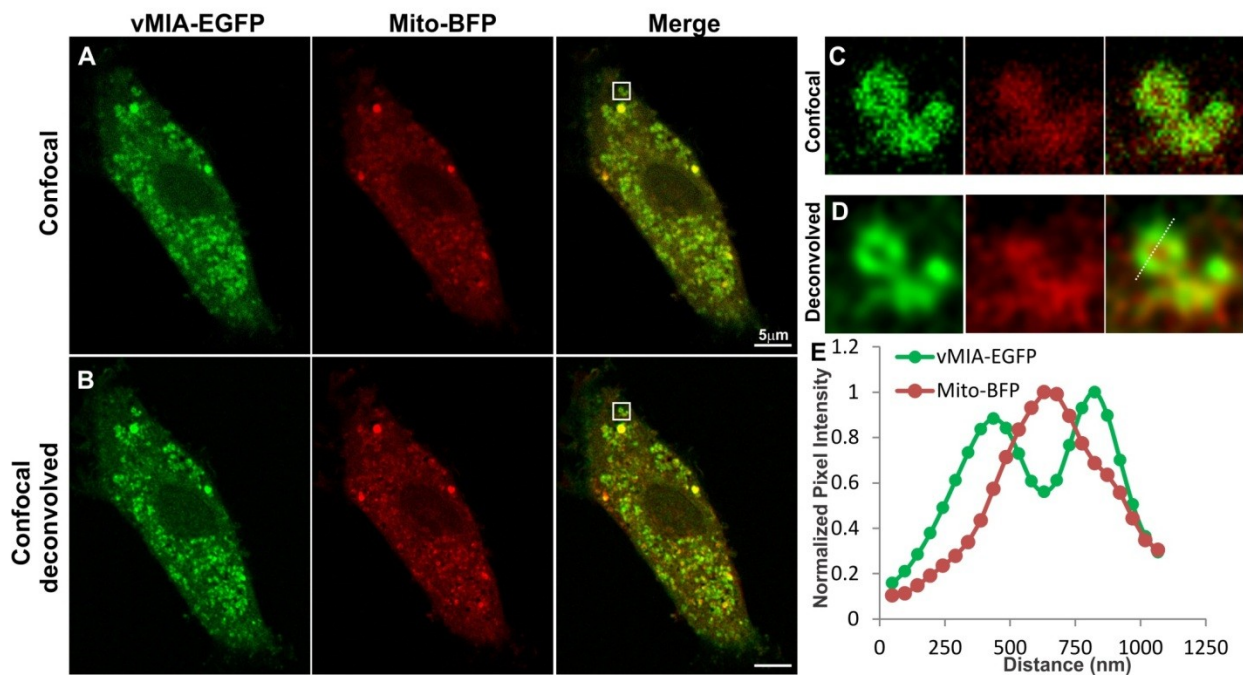 vMIA-EGFP Mito-BFP Merge
A
Confocal
5μm
B
Confocal
deconvolved
C
Confocal
D
Deconvolved
E
vMIA-EGFP
Mito-BFP
Normalized Pixel Intensity
1.2
1
0.8
0.6
0.4
0.2
0
0 250 500 750 1000 1250
Distance (nm)